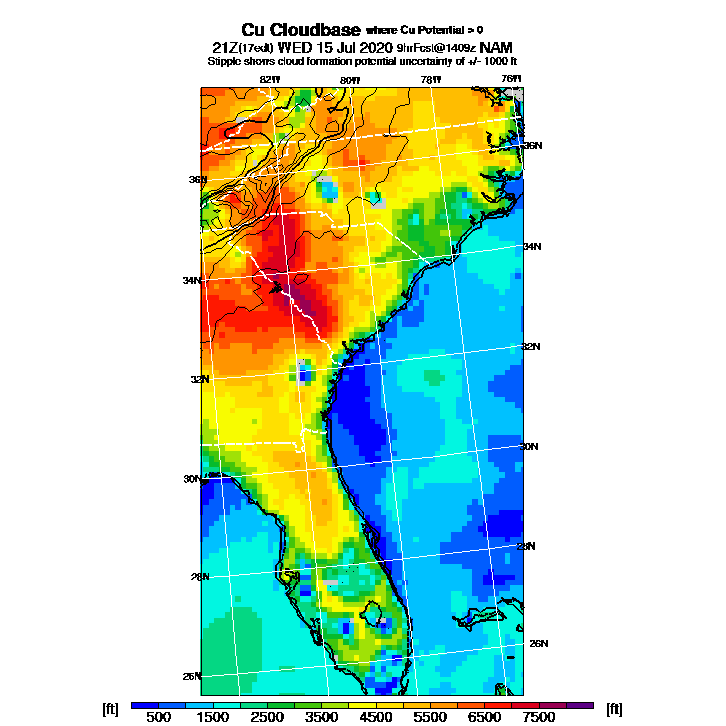 Cu Cloudbase where Cu Potential > 0
21Z(17edt) WED 15 Jul 2020 9hrFcst@1409z NAM
Stipple shows cloud formation potential uncertainty of +/- 1000 ft
82W 80W 78W 76W
36N
36N
34N
34N
32N
32N
30N
30N
28N
28N
26N
26N
[ft] 500 1500 2500 3500 4500 5500 6500 7500 [ft]